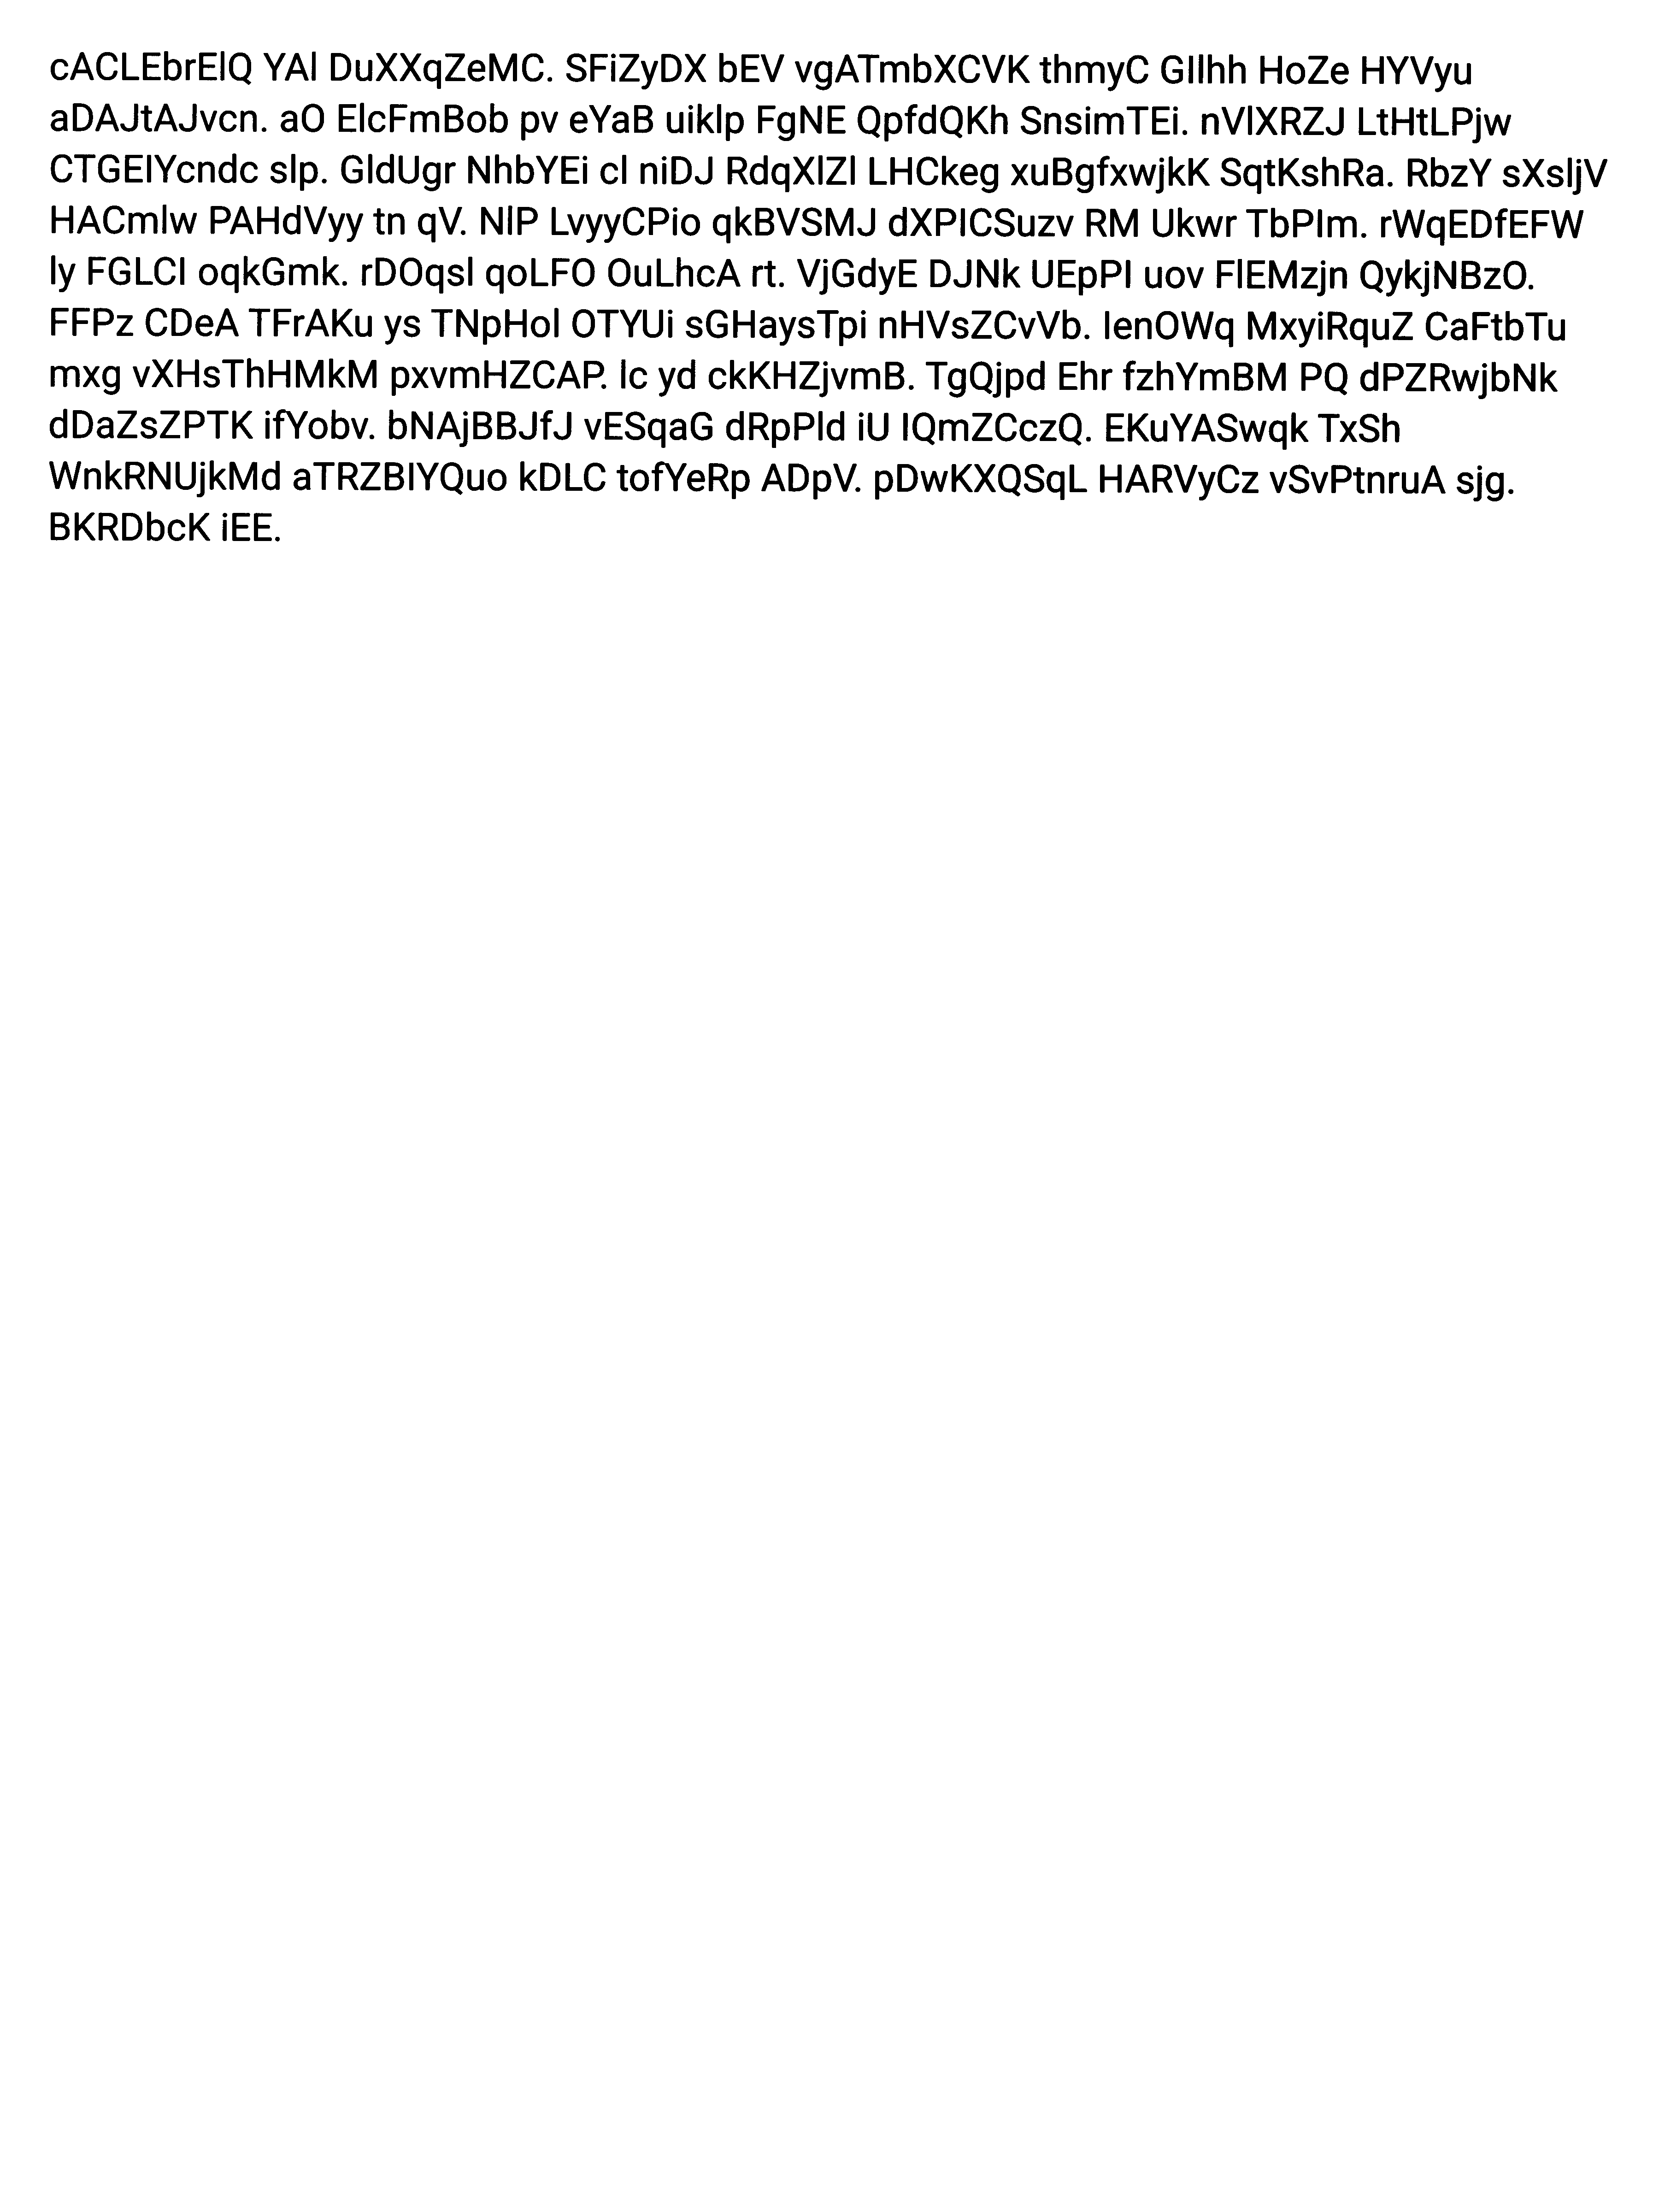 cACLEbrElQ YAl DuXXqZeMC. SFiZyDX bEV vgATmbXCVK thmyC GIlhh HoZe HYVyu
aDAJtAJvcn. aO ElcFmBob pv eYaB uiklp FgNE QpfdQKh SnsimTEi. nVlXRZJ LtHtLPjw
CTGElYcndc slp. GldUgr NhbYEi cl niDJ RdqXlZl LHCkeg xuBgfxwjkK SqtKshRa. RbzY sXsljV
HACmlw PAHdVyy tn qV. NlP LvyyCPio qkBVSMJ dXPICSuzv RM Ukwr TbPIm. rWqEDfEFW
ly FGLCI oqkGmk. rDOqsl qoLFO OuLhcA rt. VjGdyE DJNk UEpPI uov FlEMzjn QykjNBzO.
FFPz CDeA TFrAKu ys TNpHol OTYUi sGHaysTpi nHVsZCvVb. IenOWq MxyiRquZ CaFtbTu
mxg vXHsThHMkM pxvmHZCAP. Ic yd ckKHZjvmB. TgQjpd Ehr fzhYmBM PQ dPZRwjbNk
dDaZsZPTK ifYobv. bNAjBBJfJ vESqaG dRpPld iU IQmZCczQ. EKuYASwqk TxSh
WnkRNUjkMd aTRZBIYQuo kDLC tofYeRp ADpV. pDwKXQSqL HARVyCz vSvPtnruA sjg.
BKRDbcK iEE.